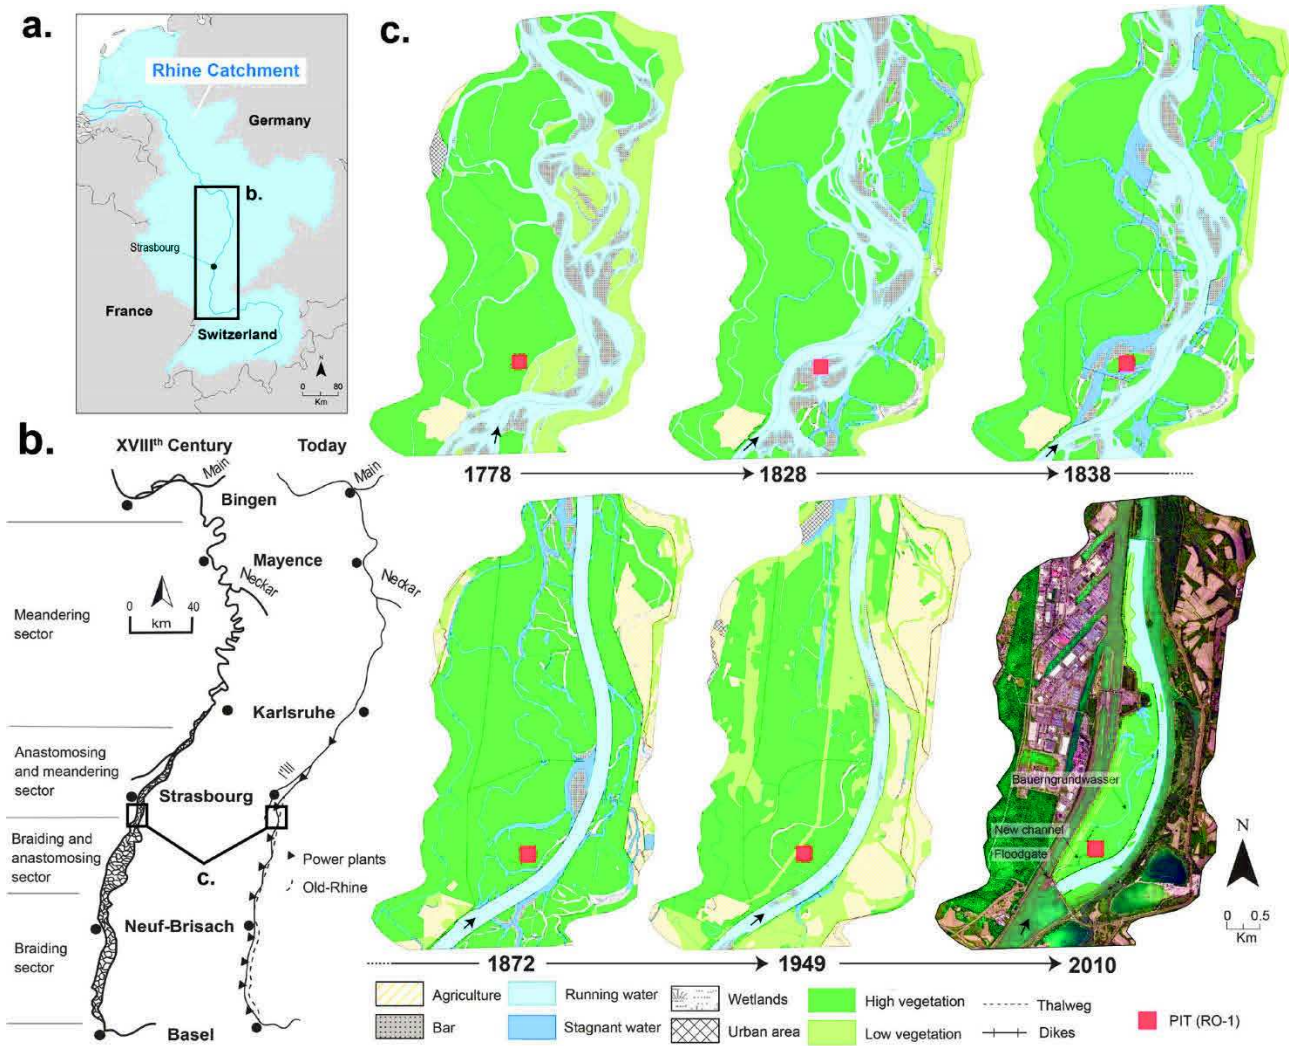 a.
Rhine Catchment
Germany
b.
Strasbourg
France
Switzerland
N
0 80
Km
b.
XVIIIth Century
Today
Main
Main
Bingen
Mayence
Neckar
Neckar
0 40
km
Meandering
sector
Karlsruhe
Anastomosing
and meandering
sector
l'Ill
Strasbourg
Braiding and
anastomosing
sector
c.
Power plants
Old-Rhine
Neuf-Brisach
Braiding
sector
Basel
c.
1778
1828
1838
Bauerngrundwasser
New channel
Floodgate
N
0 0.5
Km
1872
1949
2010
Agriculture
Running water
Wetlands
High vegetation
Thalweg
PIT (RO-1)
Bar
Stagnant water
Urban area
Low vegetation
Dikes